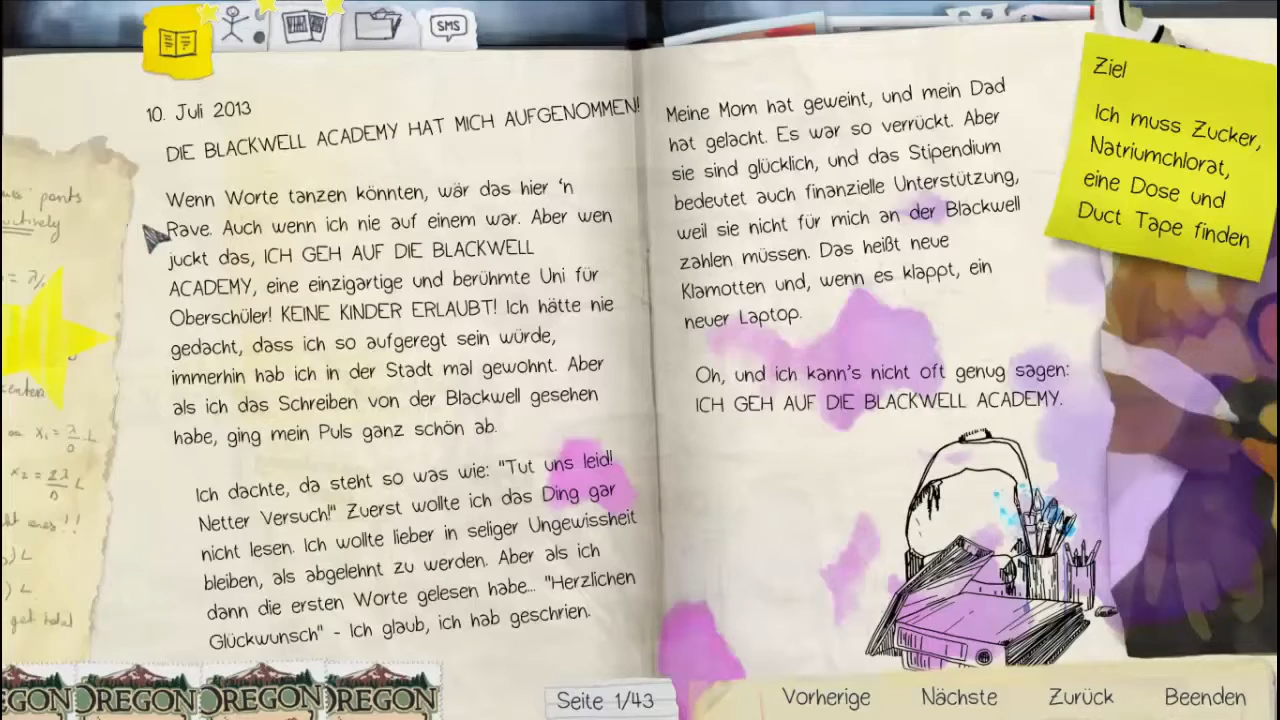 SMS
10. Juli 2013
DIE BLACKWELL ACADEMY HAT MICH AUFGENOMMEN!
Wenn Worte tanzen könnten, wär das hier 'n
Rave. Auch wenn ich nie auf einem war. Aber wen
juckt das, ICH GEH AUF DIE BLACKWELL
ACADEMY, eine einzigartige und berühmte Uni für
Oberschüler! KEINE KINDER ERLAUBT! Ich hätte nie
gedacht, dass ich so aufgeregt sein würde,
immerhin hab ich in der Stadt mal gewohnt. Aber
als ich das Schreiben von der Blackwell gesehen
habe, ging mein Puls ganz schön ab.
Ich dachte, da steht so was wie: "Tut uns leid!
Netter Versuch!" Zuerst wollte ich das Ding gar
nicht lesen. Ich wollte lieber in seliger Ungewissheit
bleiben, als abgelehnt zu werden. Aber als ich
dann die ersten Worte gelesen habe... "Herzlichen
Glückwunsch" - Ich glaub, ich hab geschrien.
Meine Mom hat geweint, und mein Dad
hat gelacht. Es war so verrückt. Aber
sie sind glücklich, und das Stipendium
bedeutet auch finanzielle Unterstützung,
weil sie nicht für mich an der Blackwell
zahlen müssen. Das heißt neue
Klamotten und, wenn es klappt, ein
neuer Laptop.
Oh, und ich kann's nicht oft genug sagen:
ICH GEH AUF DIE BLACKWELL ACADEMY.
Ziel
Ich muss Zucker,
Natriumchlorat,
eine Dose und
Duct Tape finden
pants
EGON OREGON OREGON OREGON
Seite 1/43
Vorherige Nächste Zurück Beenden